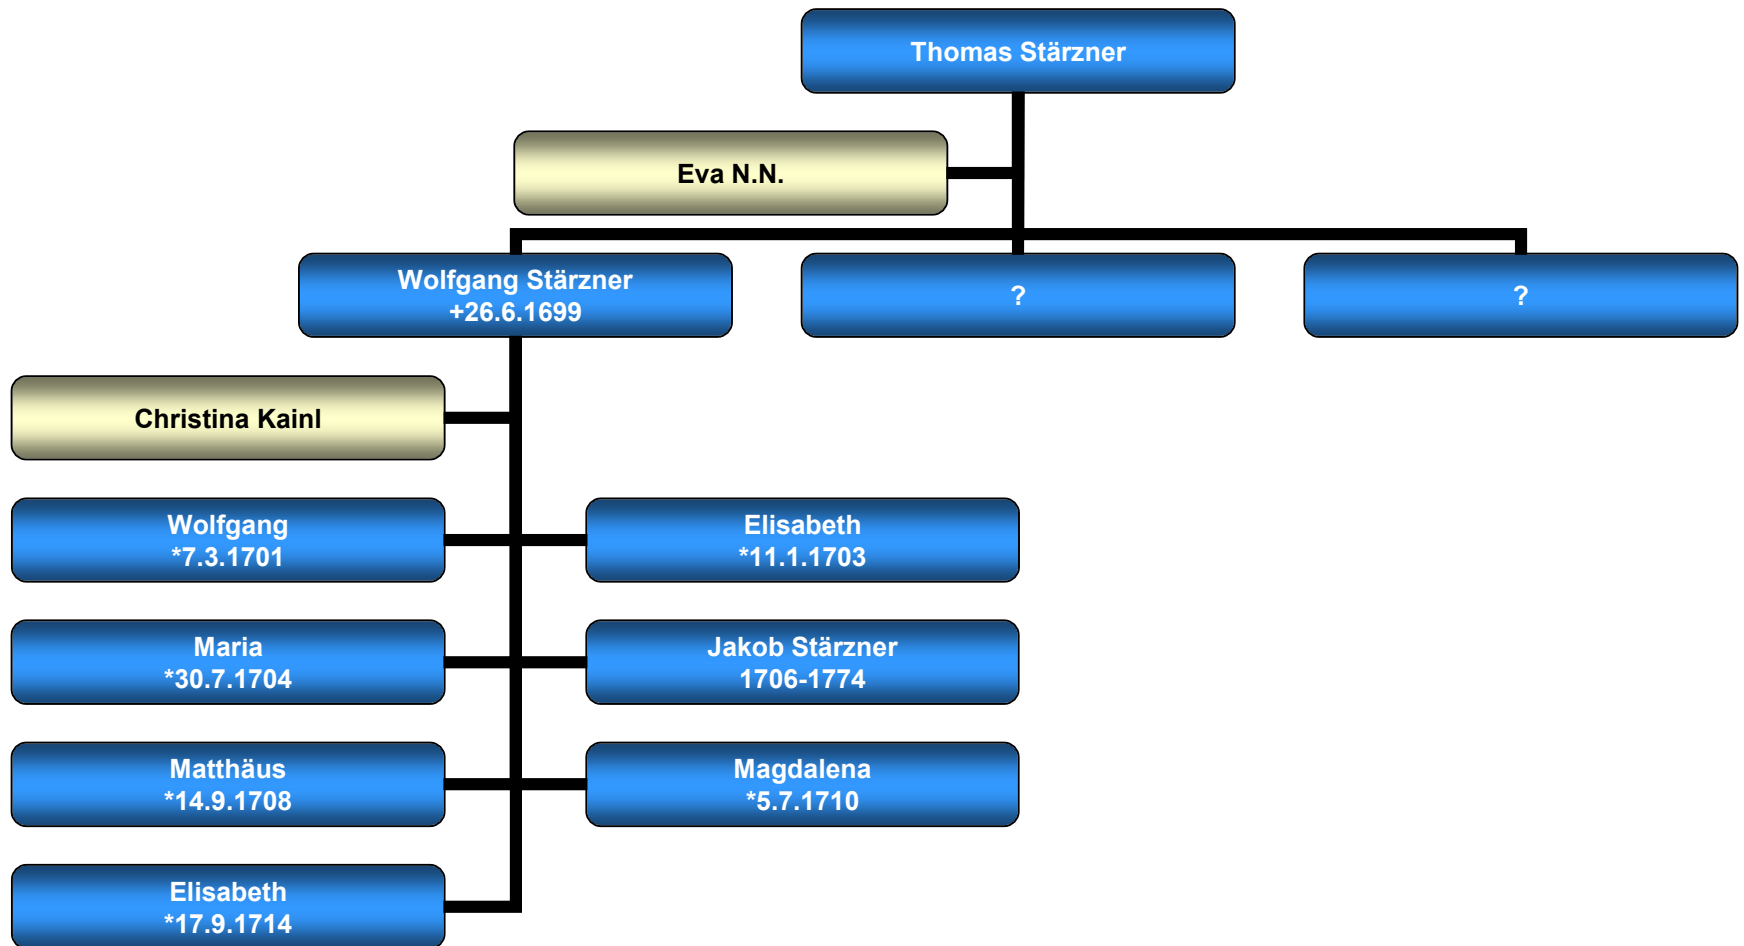 Thomas Stärzner
Eva N.N.
Wolfgang Stärzner
+26.6.1699
?
?
Christina Kainl
Wolfgang
*7.3.1701
Elisabeth
*11.1.1703
Maria
*30.7.1704
Jakob Stärzner
1706-1774
Matthäus
*14.9.1708
Magdalena
*5.7.1710
Elisabeth
*17.9.1714